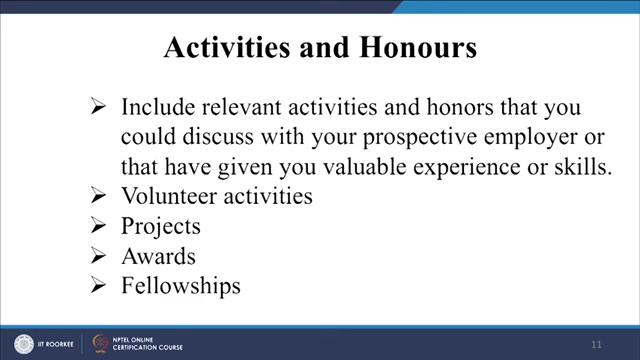 Activities and Honours
➢ Include relevant activities and honors that you
could discuss with your prospective employer or
that have given you valuable experience or skills.
➢ Volunteer activities
➢ Projects
➢ Awards
➢ Fellowships
IIT ROORKEE
NPTEL ONLINE
CERTIFICATION COURSE
11